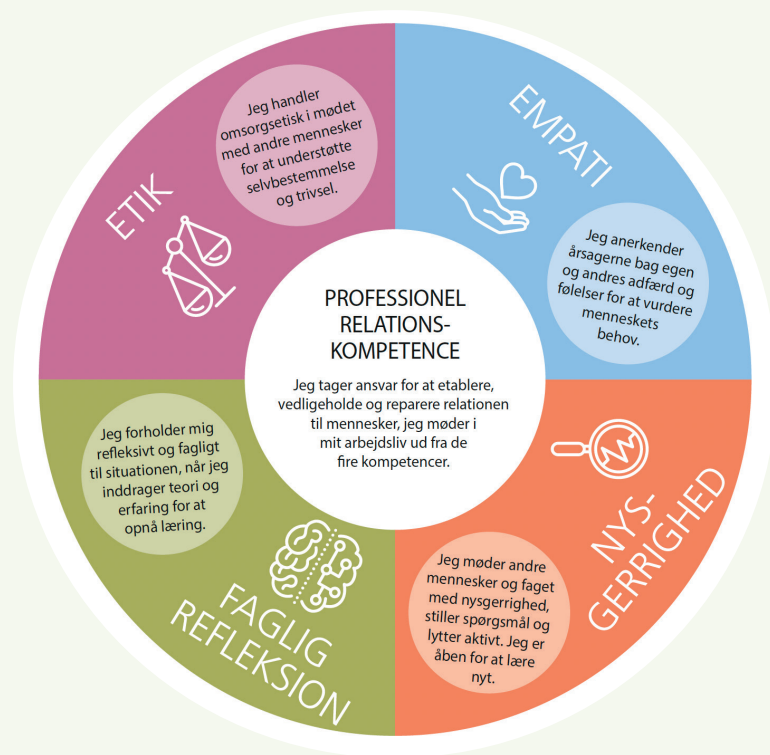 ETIK
Jeg handler
omsorgsetisk i mødet
med andre mennesker
for at understøtte
selvbestemmelse
og trivsel.
EMPATI
Jeg anerkender
årsagerne bag egen
og andres adfærd og
følelser for at vurdere
menneskets
behov.
PROFESSIONEL
RELATIONS-
KOMPETENCE
Jeg tager ansvar for at etablere,
vedligeholde og reparere relationen
til mennesker, jeg møder i
mit arbejdsliv ud fra de
fire kompetencer.
Jeg forholder mig
refleksivt og fagligt
til situationen, når jeg
inddrager teori og
erfaring for at
opnå læring.
FAGLIG
REFLEKSION
NYS-
GERRIGHED
Jeg møder andre
mennesker og faget
med nysgerrighed,
stiller spørgsmål og
lytter aktivt. Jeg er
åben for at lære
nyt.